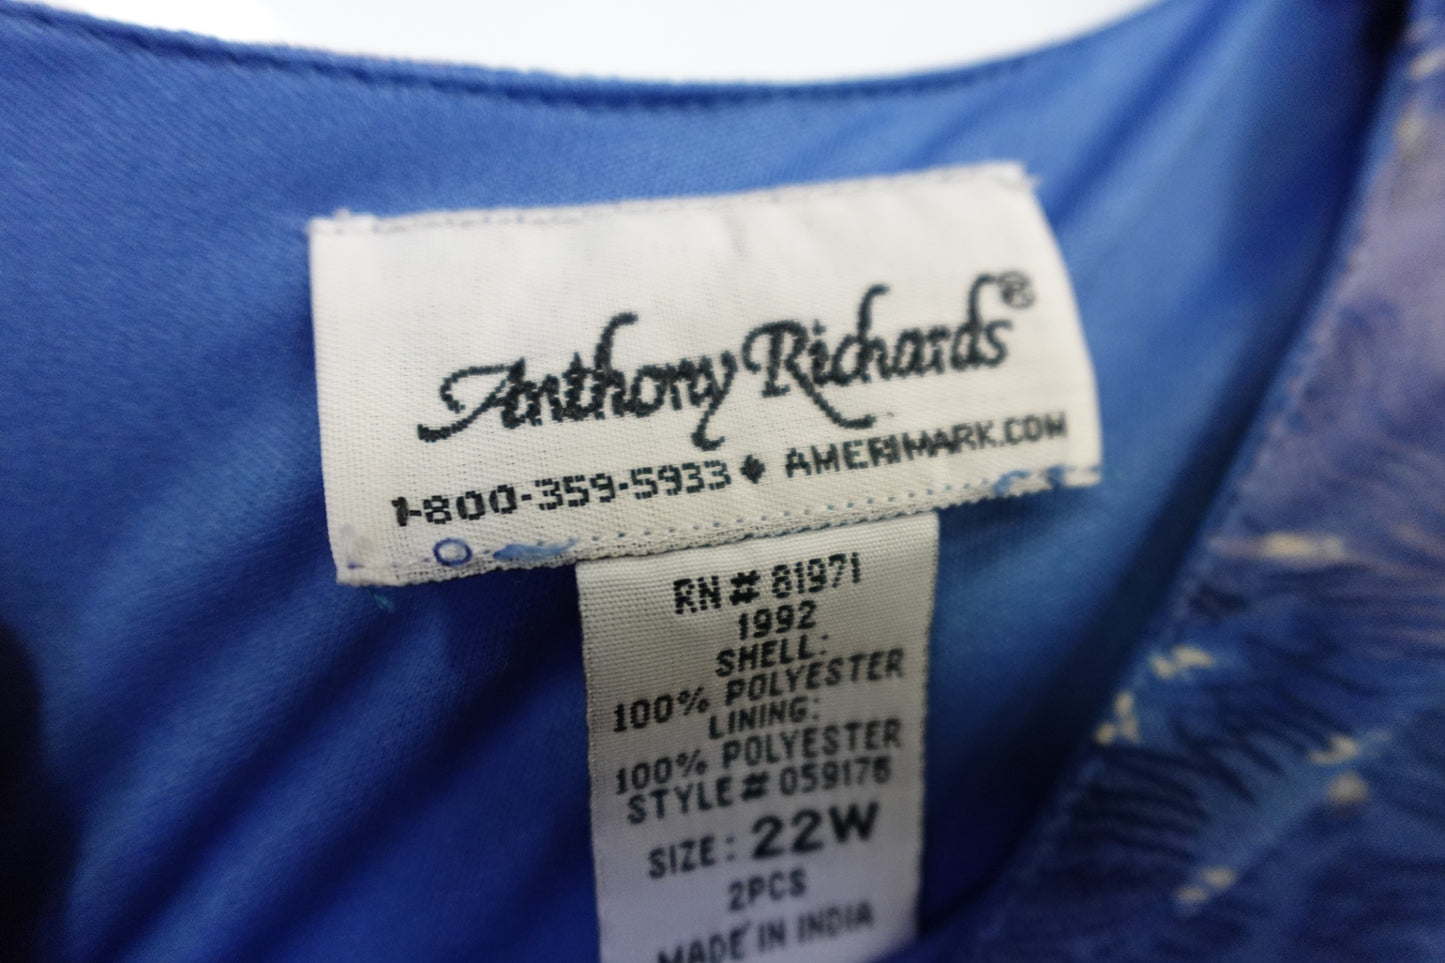 Anthony Richards®
1-800-359-5933 ♦ AMERIMARK.COM
RN # 81971
1992
SHELL:
100% POLYESTER
LINING:
100% POLYESTER
STYLE# 059176
SIZE: 22W
2PCS
MADE IN INDIA